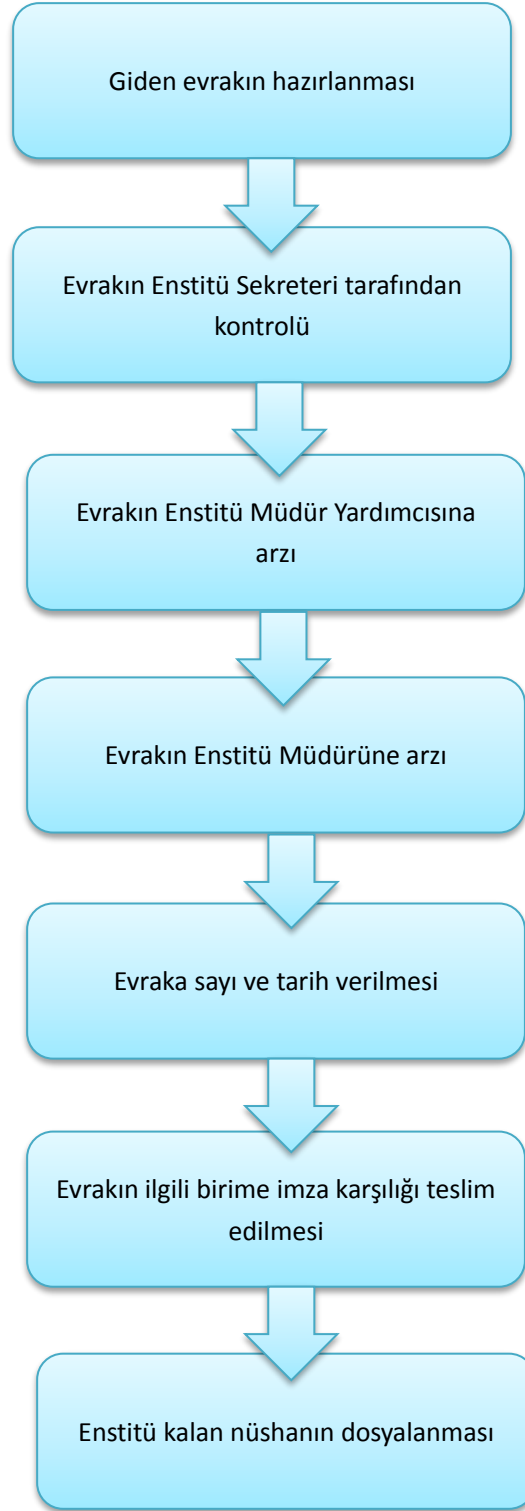 Giden evrakın hazırlanması
Evrakın Enstitü Sekreteri tarafından
kontrolü
Evrakın Enstitü Müdür Yardımcısına
arzı
Evrakın Enstitü Müdürüne arzı
Evraka sayı ve tarih verilmesi
Evrakın ilgili birime imza karşılığı teslim
edilmesi
Enstitü kalan nüshanın dosyalanması